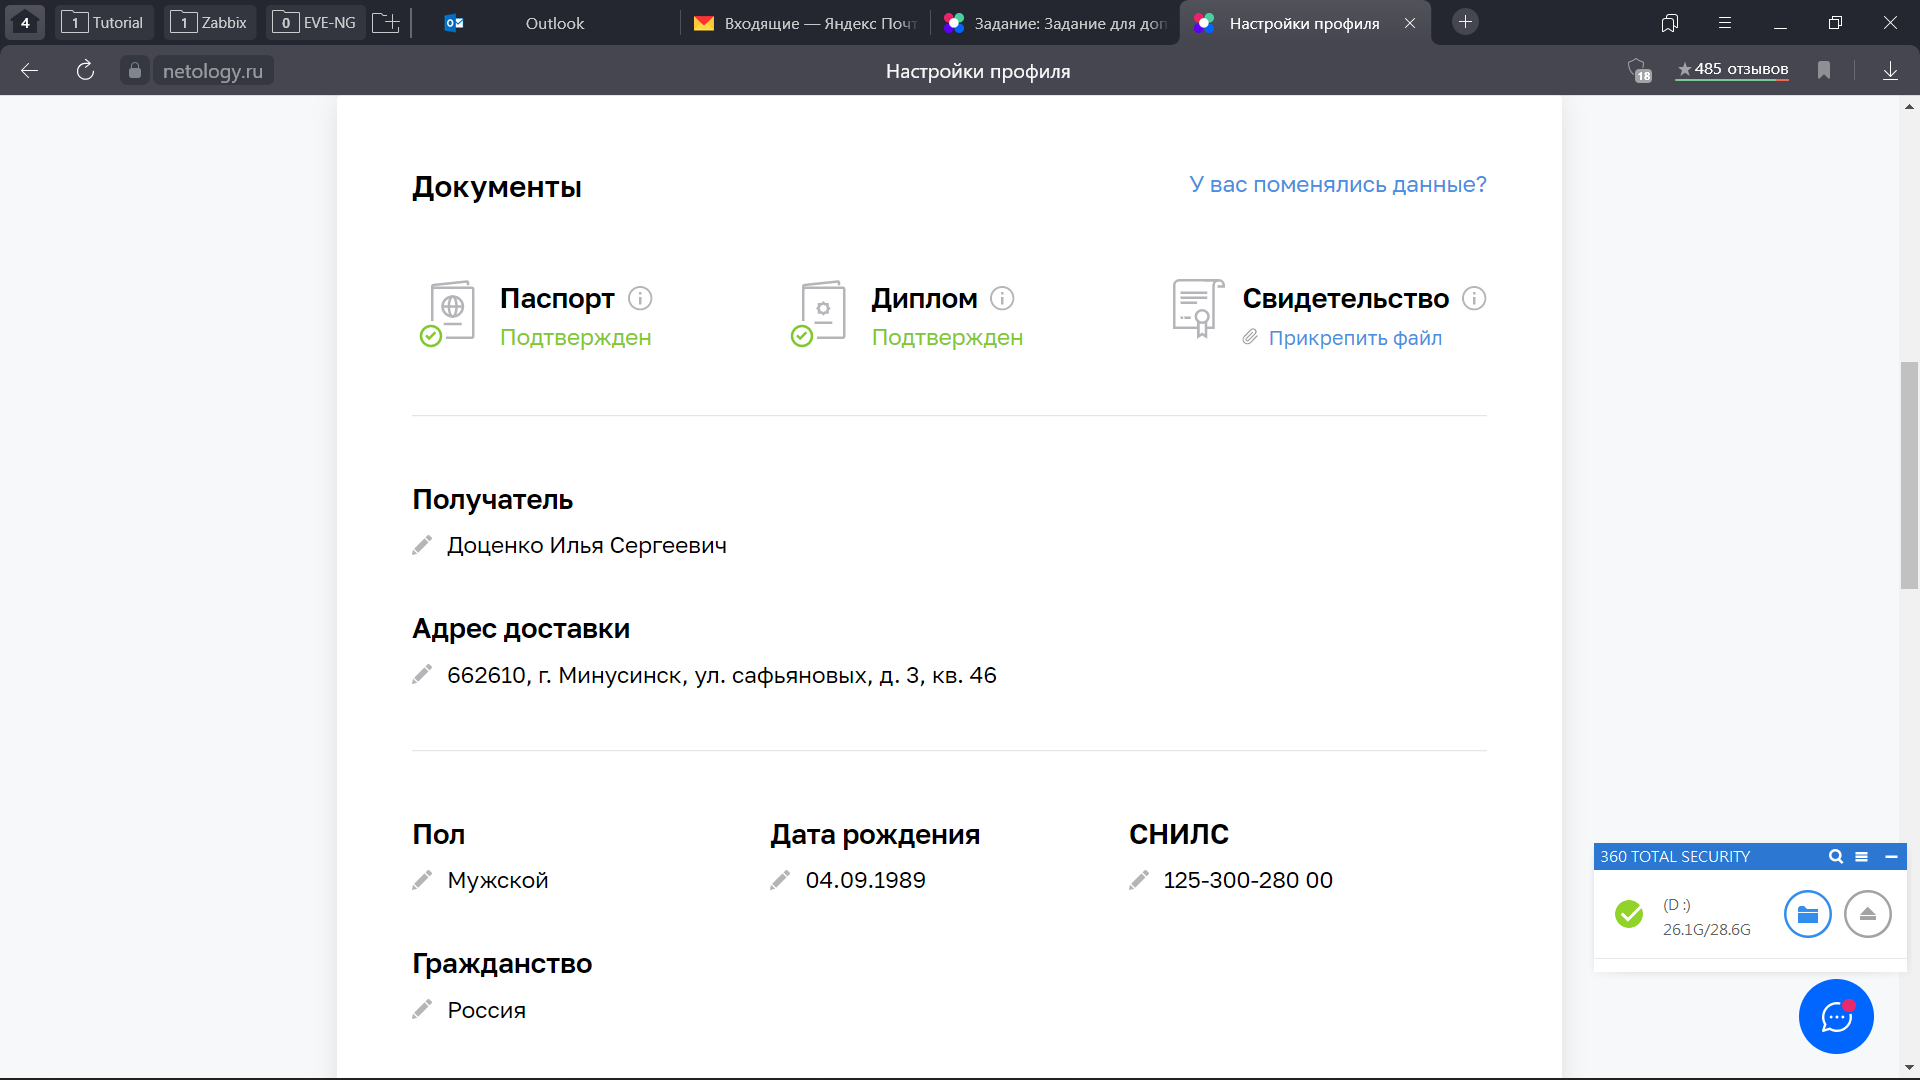 4
1 Tutorial
1 Zabbix
0 EVE-NG
Outlook
Входящие — Яндекс Почт
Задание: Задание для доп
Настройки профиля
netology.ru
Настройки профиля
18
★485 отзывов
Документы
У вас поменялись данные?
Паспорт
Подтвержден
Диплом
Подтвержден
Свидетельство
Прикрепить файл
Получатель
Доценко Илья Сергеевич
Адрес доставки
662610, г. Минусинск, ул. сафьяновых, д. 3, кв. 46
Пол
Мужской
Дата рождения
04.09.1989
СНИЛС
125-300-280 00
Гражданство
Россия
360 TOTAL SECURITY
(D:)
26.1G/28.6G